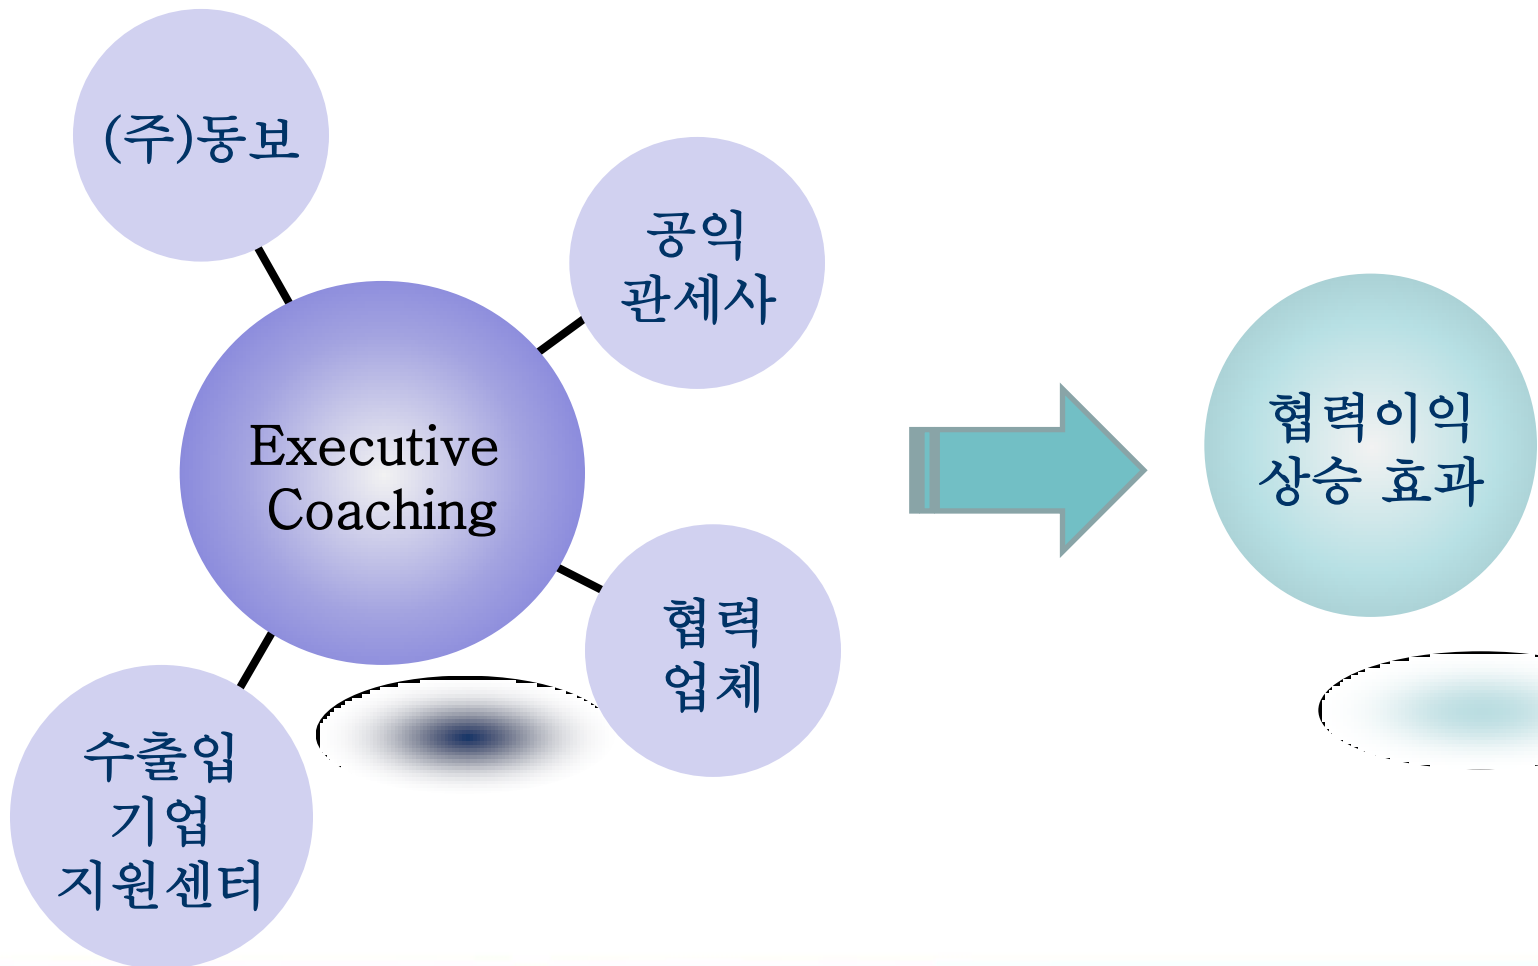 (주)동보
공익
관세사
Executive
Coaching
협력
업체
수출입
기업
지원센터
협력이익
상승 효과